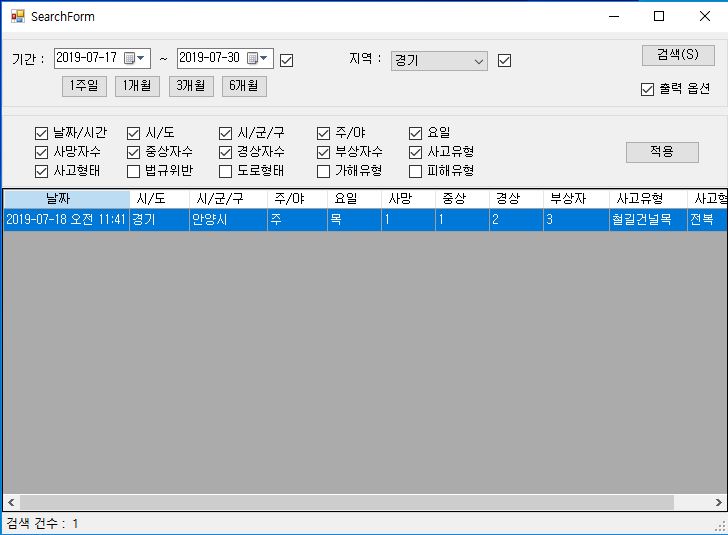 SearchForm
기간 : 2019-07-17 ~ 2019-07-30 지역 : 경기 검색(S)
1주일 1개월 3개월 6개월 출력 옵션
날짜/시간 시/도 시/군/구 주/야 요일
사망자수 중상자수 경상자수 부상자수 사고유형 적용
사고형태 법규위반 도로형태 가해유형 피해유형
날짜 시/도 시/군/구 주/야 요일 사망 중상 경상 부상자 사고유형 사고형
2019-07-18 오전 11:41 경기 안양시 주 목 1 1 2 3 철길건널목 전복
검색 건수 : 1